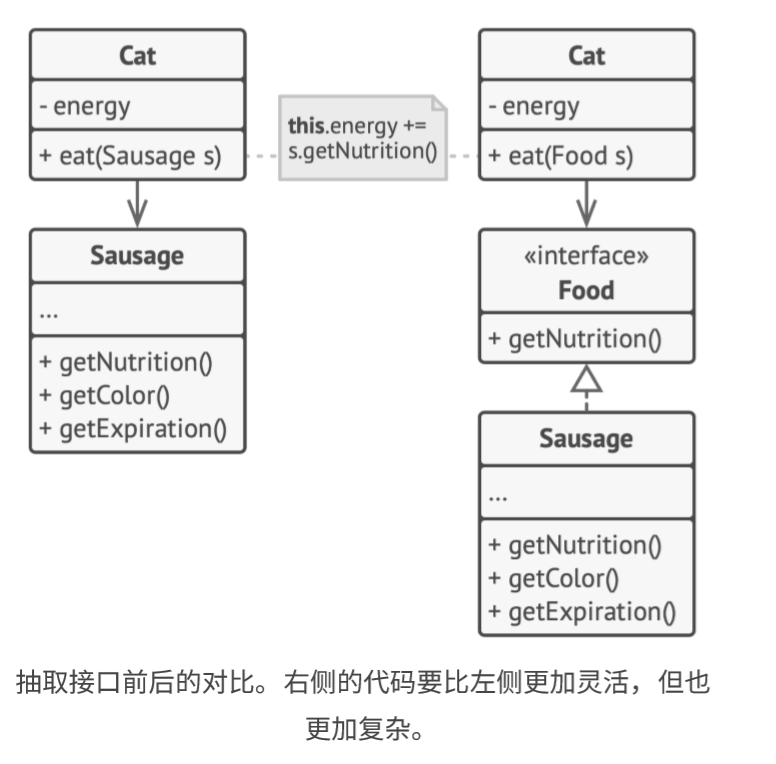 Cat
- energy
+ eat(Sausage s)
Sausage
...
+ getNutrition()
+ getColor()
+ getExpiration()
this.energy +=
s.getNutrition()
Cat
- energy
+ eat(Food s)
«interface»
Food
+ getNutrition()
Sausage
...
+ getNutrition()
+ getColor()
+ getExpiration()
抽取接口前后的对比。 右侧的代码要比左侧更加灵活， 但也
更加复杂。